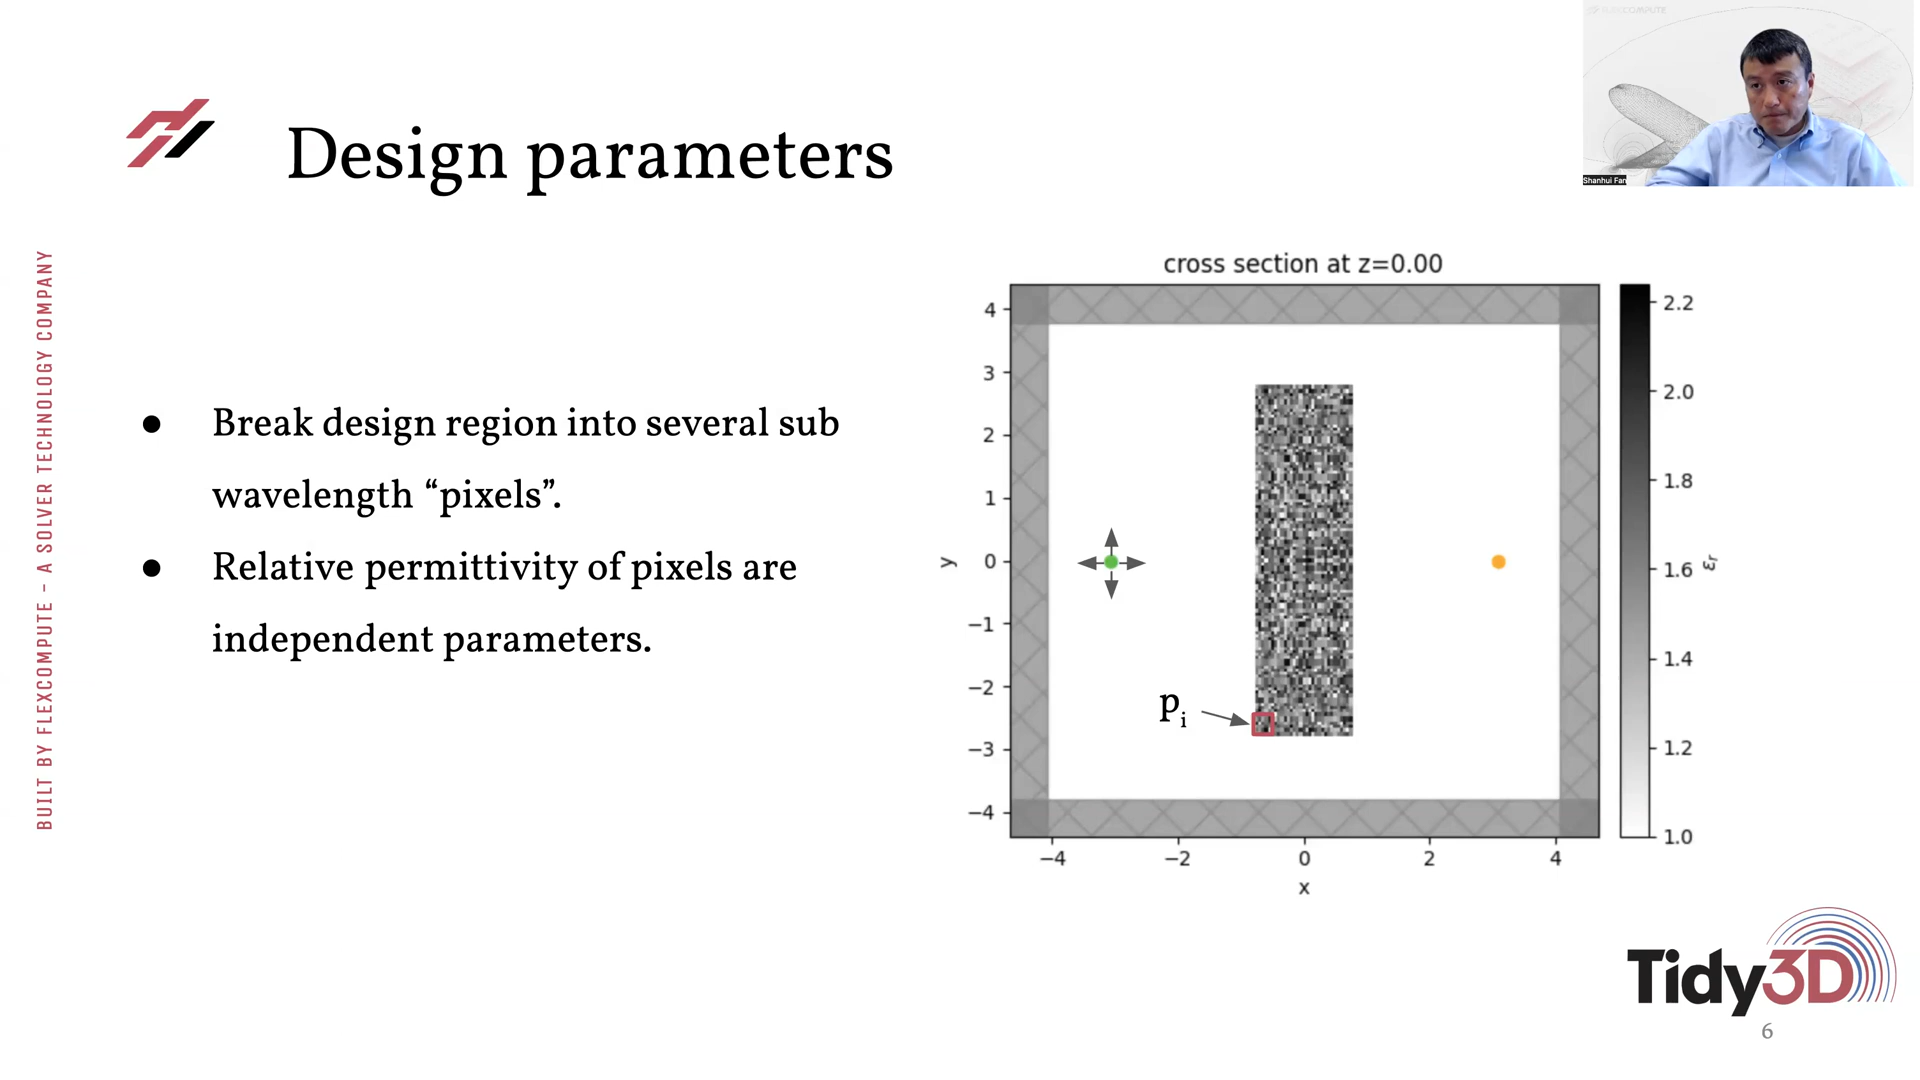 Shanhui Fan
Design parameters
BUILT BY FLEXCOMPUTE – A SOLVER TECHNOLOGY COMPANY
● Break design region into several sub
wavelength “pixels”.
● Relative permittivity of pixels are
independent parameters.
cross section at z=0.00
4
3
2
1
0
−1
−2
−3
−4
y
pᵢ
−4 −2 0 2 4
x
2.2
2.0
1.8
1.6
1.4
1.2
1.0
εᵣ
Tidy3D
6